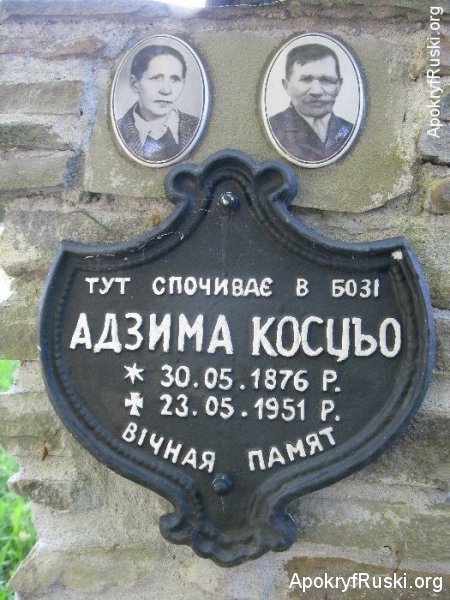 ApokryfRuski.org
ТУТ СПОЧИВАЄ В БОЗІ
АДЗИМА КОСЦЬО
* 30.05.1876 Р.
✝ 23.05.1951 Р.
ВІЧНАЯ ПАМЯТ
ApokryfRuski.org